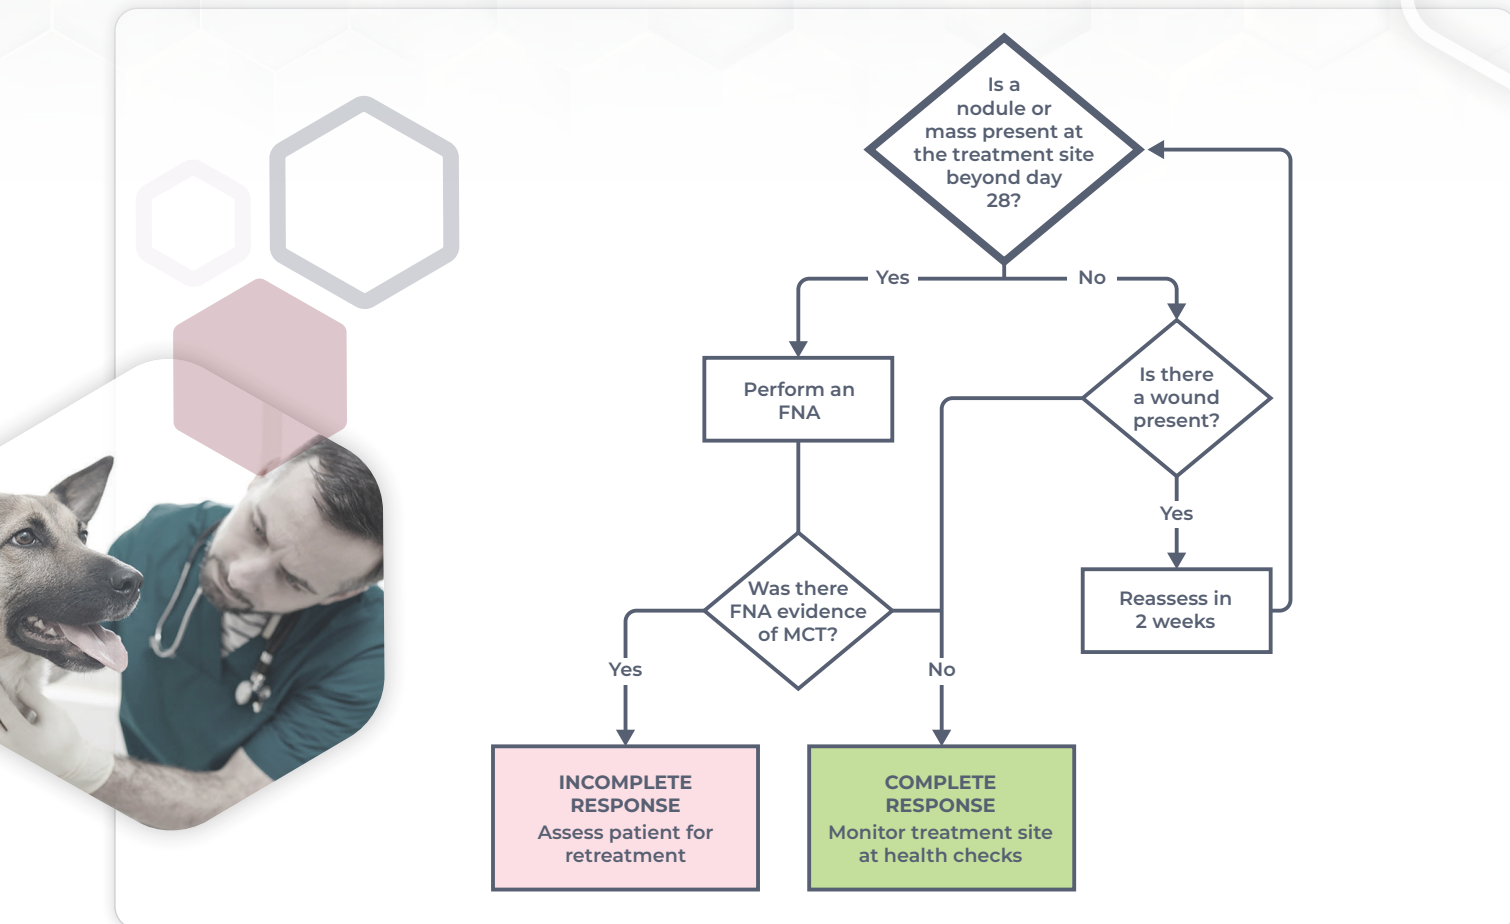 Is a
nodule or
mass present at
the treatment site
beyond day
28?
Yes
No
Perform an
FNA
Is there
a wound
present?
Yes
Reassess in
2 weeks
Was there
FNA evidence
of MCT?
Yes
No
INCOMPLETE
RESPONSE
Assess patient for
retreatment
COMPLETE
RESPONSE
Monitor treatment site
at health checks